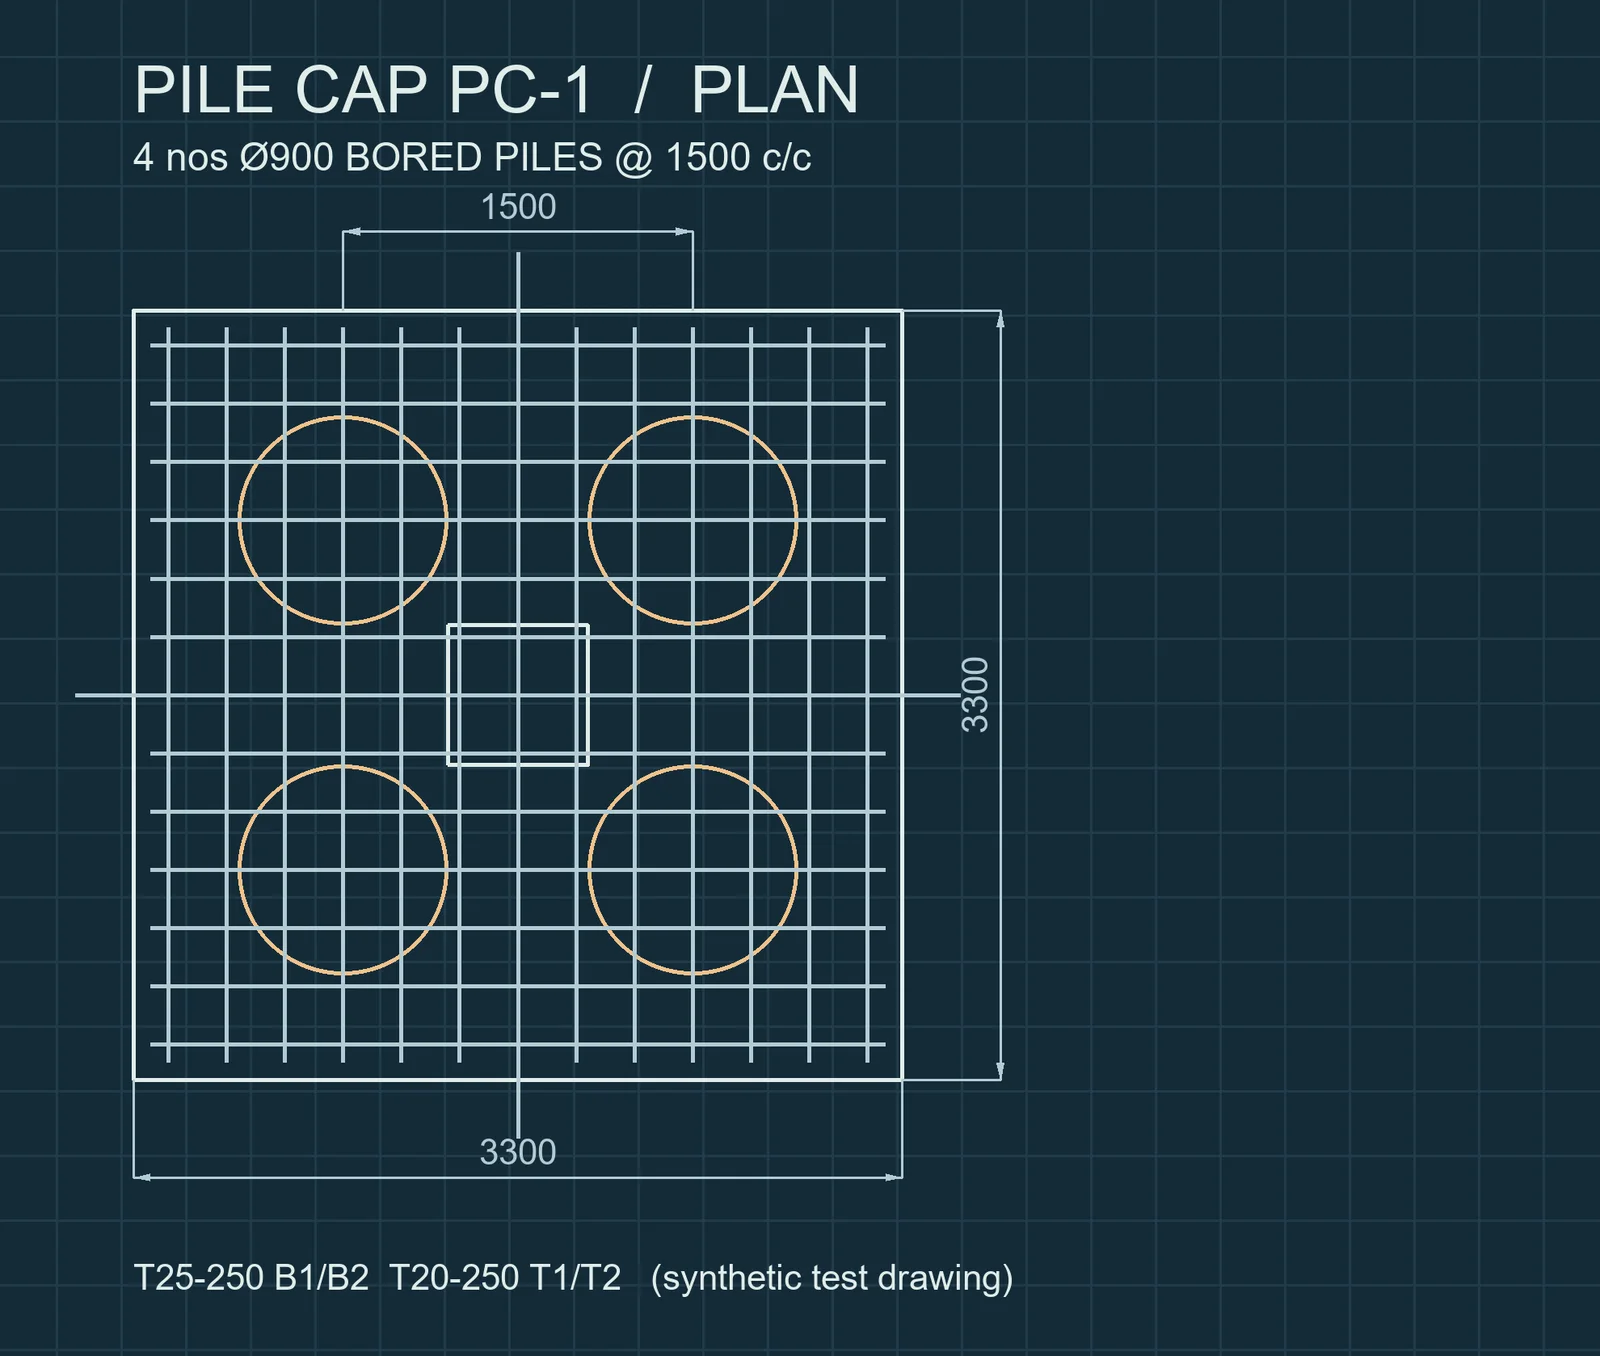 PILE CAP PC-1 / PLAN
4 nos Ø900 BORED PILES @ 1500 c/c
1500
3300
3300
T25-250 B1/B2 T20-250 T1/T2 (synthetic test drawing)